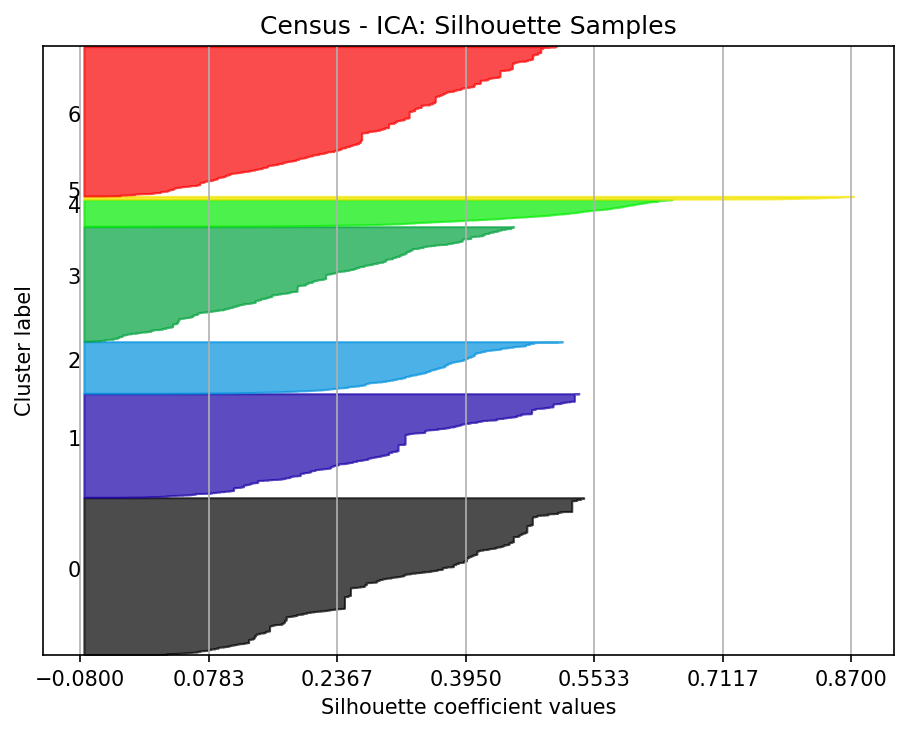 Census - ICA: Silhouette Samples
Cluster label
6
5
4
3
2
1
0
−0.0800 0.0783 0.2367 0.3950 0.5533 0.7117 0.8700
Silhouette coefficient values